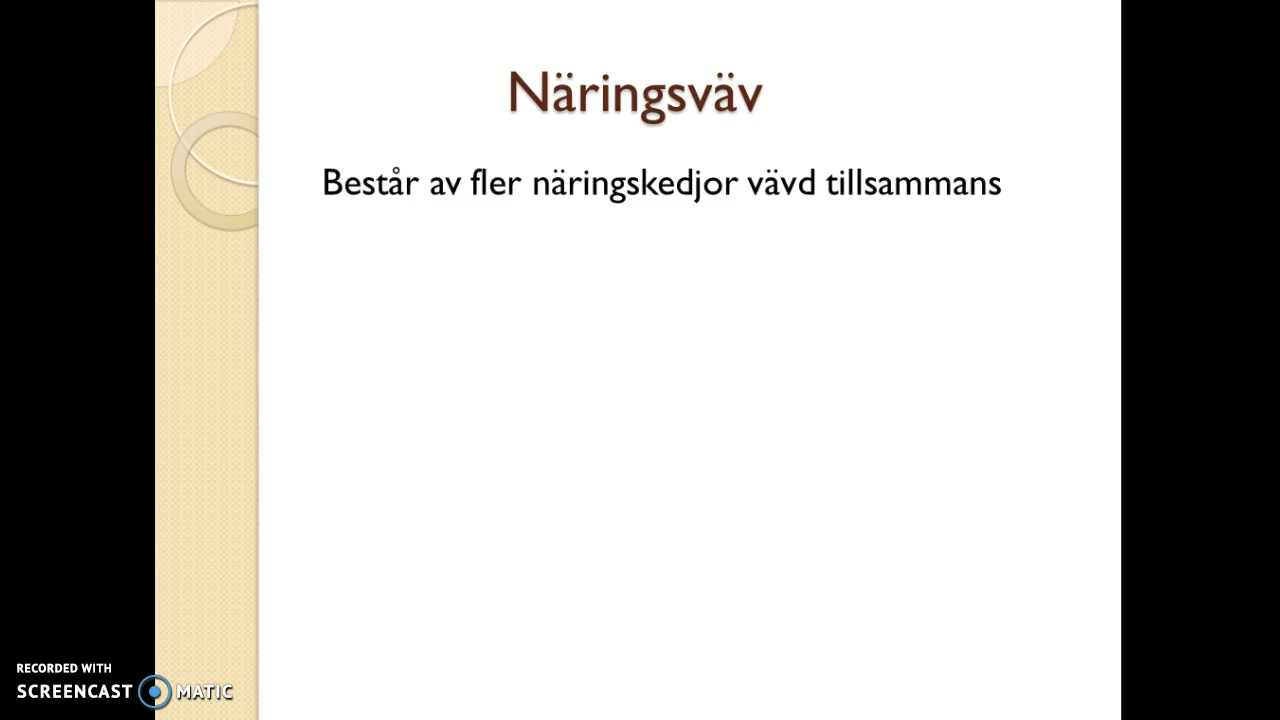 Näringsväv
Består av fler näringskedjor vävd tillsammans
RECORDED WITH
SCREENCAST MATIC